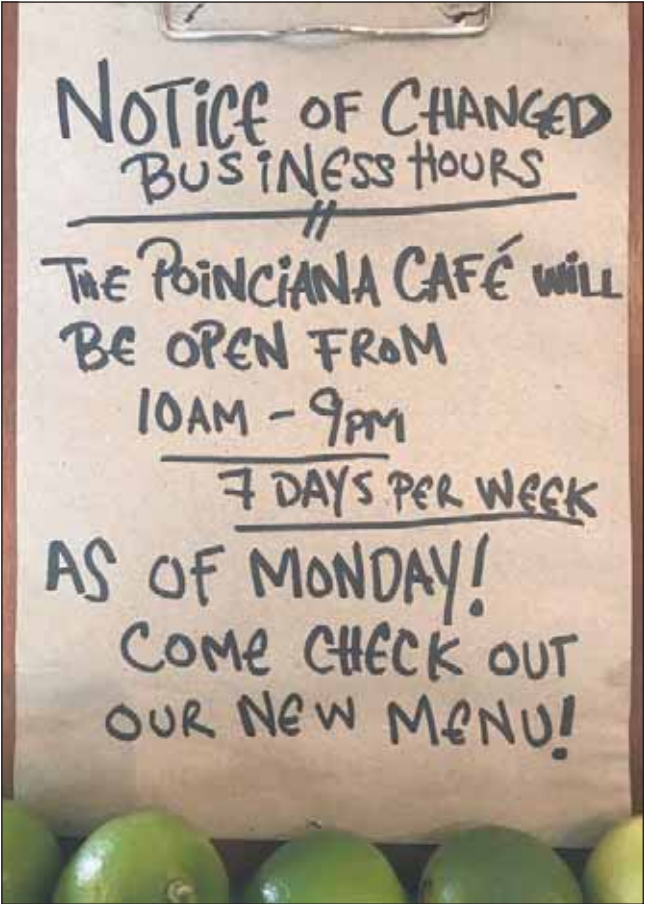 NOTICE OF CHANGED
BUSINESS HOURS
THE POINCIANA CAFÉ WILL
BE OPEN FROM
10AM - 9PM
7 DAYS PER WEEK
AS OF MONDAY!
COME CHECK OUT
OUR NEW MENU!